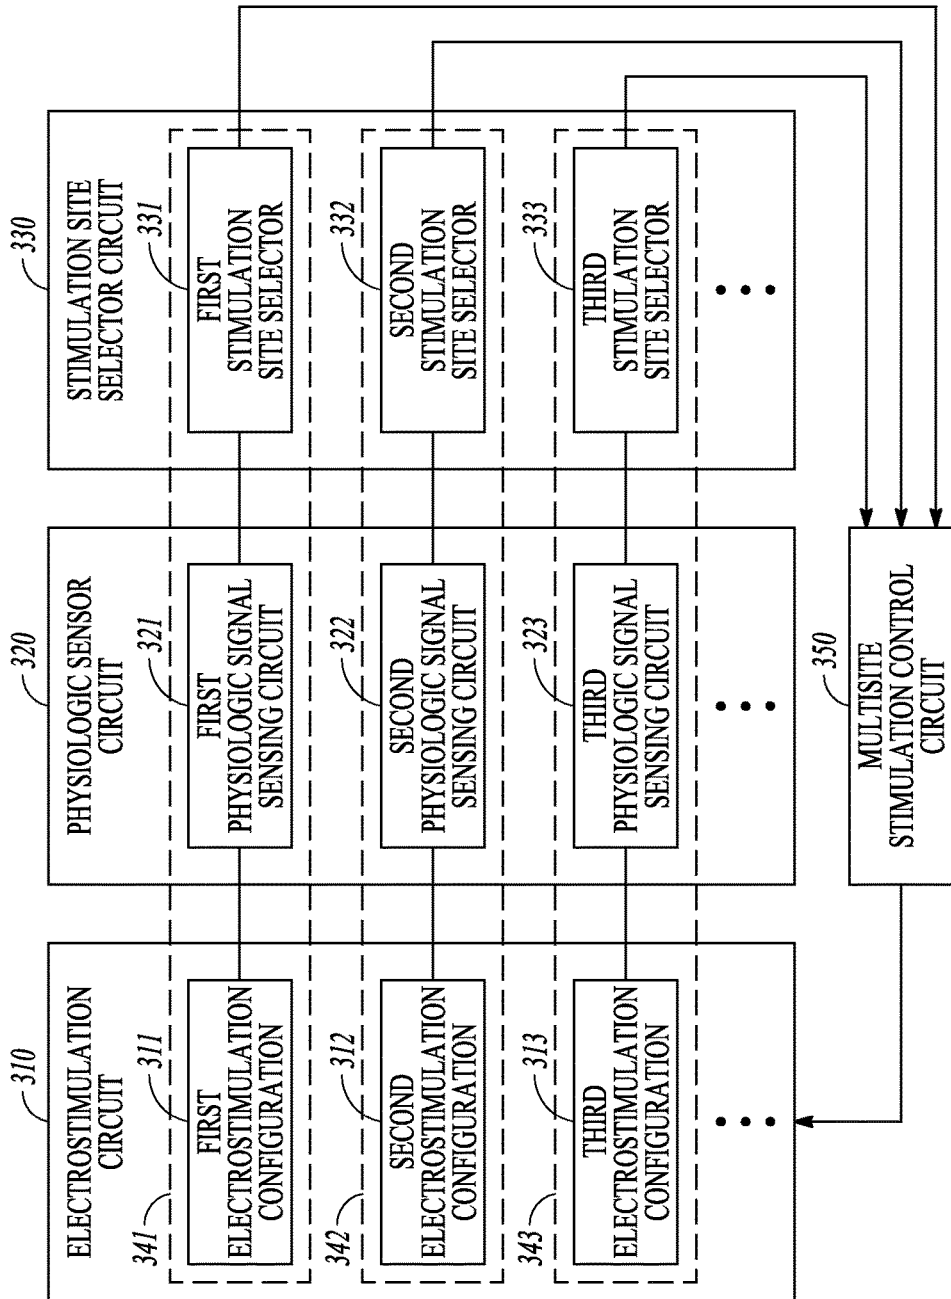 310
ELECTROSTIMULATION
CIRCUIT
341
311
FIRST
ELECTROSTIMULATION
CONFIGURATION
342
312
SECOND
ELECTROSTIMULATION
CONFIGURATION
343
313
THIRD
ELECTROSTIMULATION
CONFIGURATION
320
PHYSIOLOGIC SENSOR
CIRCUIT
321
FIRST
PHYSIOLOGIC SIGNAL
SENSING CIRCUIT
322
SECOND
PHYSIOLOGIC SIGNAL
SENSING CIRCUIT
323
THIRD
PHYSIOLOGIC SIGNAL
SENSING CIRCUIT
330
STIMULATION SITE
SELECTOR CIRCUIT
331
FIRST
STIMULATION
SITE SELECTOR
332
SECOND
STIMULATION
SITE SELECTOR
333
THIRD
STIMULATION
SITE SELECTOR
350
MULTISITE
STIMULATION CONTROL
CIRCUIT